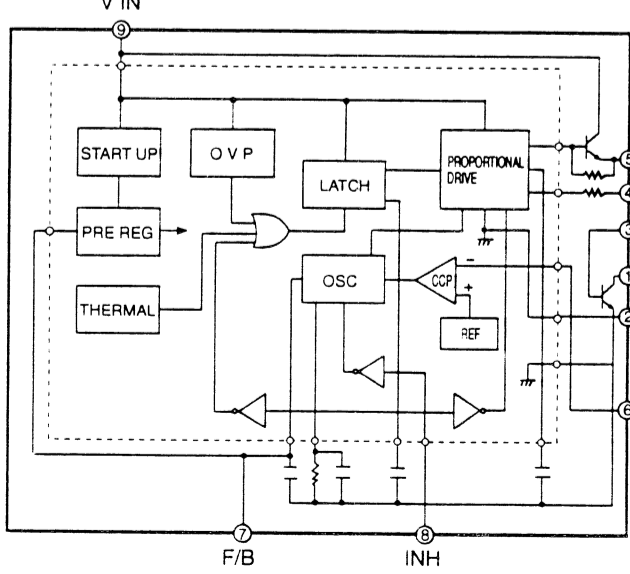 V IN
9
START UP
O V P
PROPORTIONAL
DRIVE
LATCH
5
4
PRE REG
3
OSC
OCP
−
+
1
THERMAL
REF
2
6
7
8
F/B
INH